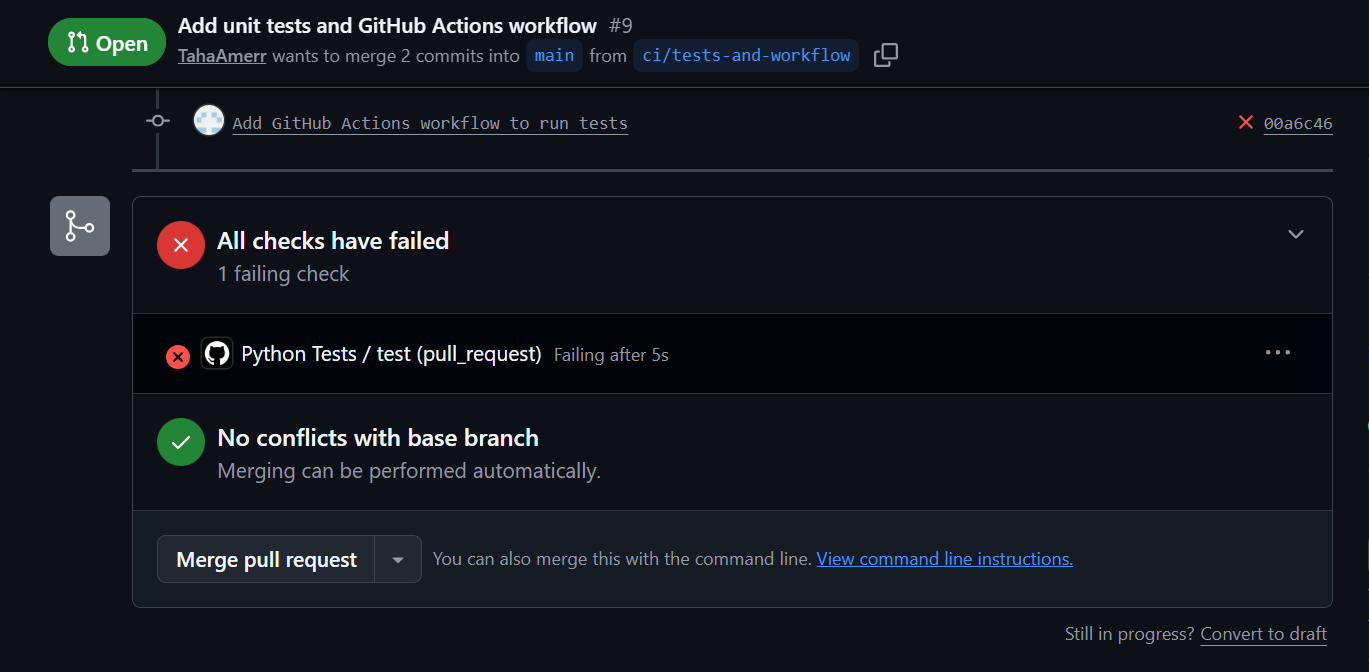 Open
Add unit tests and GitHub Actions workflow #9
TahaAmerr wants to merge 2 commits into main from ci/tests-and-workflow
Add GitHub Actions workflow to run tests
00a6c46
All checks have failed
1 failing check
Python Tests / test (pull_request) Failing after 5s
No conflicts with base branch
Merging can be performed automatically.
Merge pull request
You can also merge this with the command line. View command line instructions.
Still in progress? Convert to draft